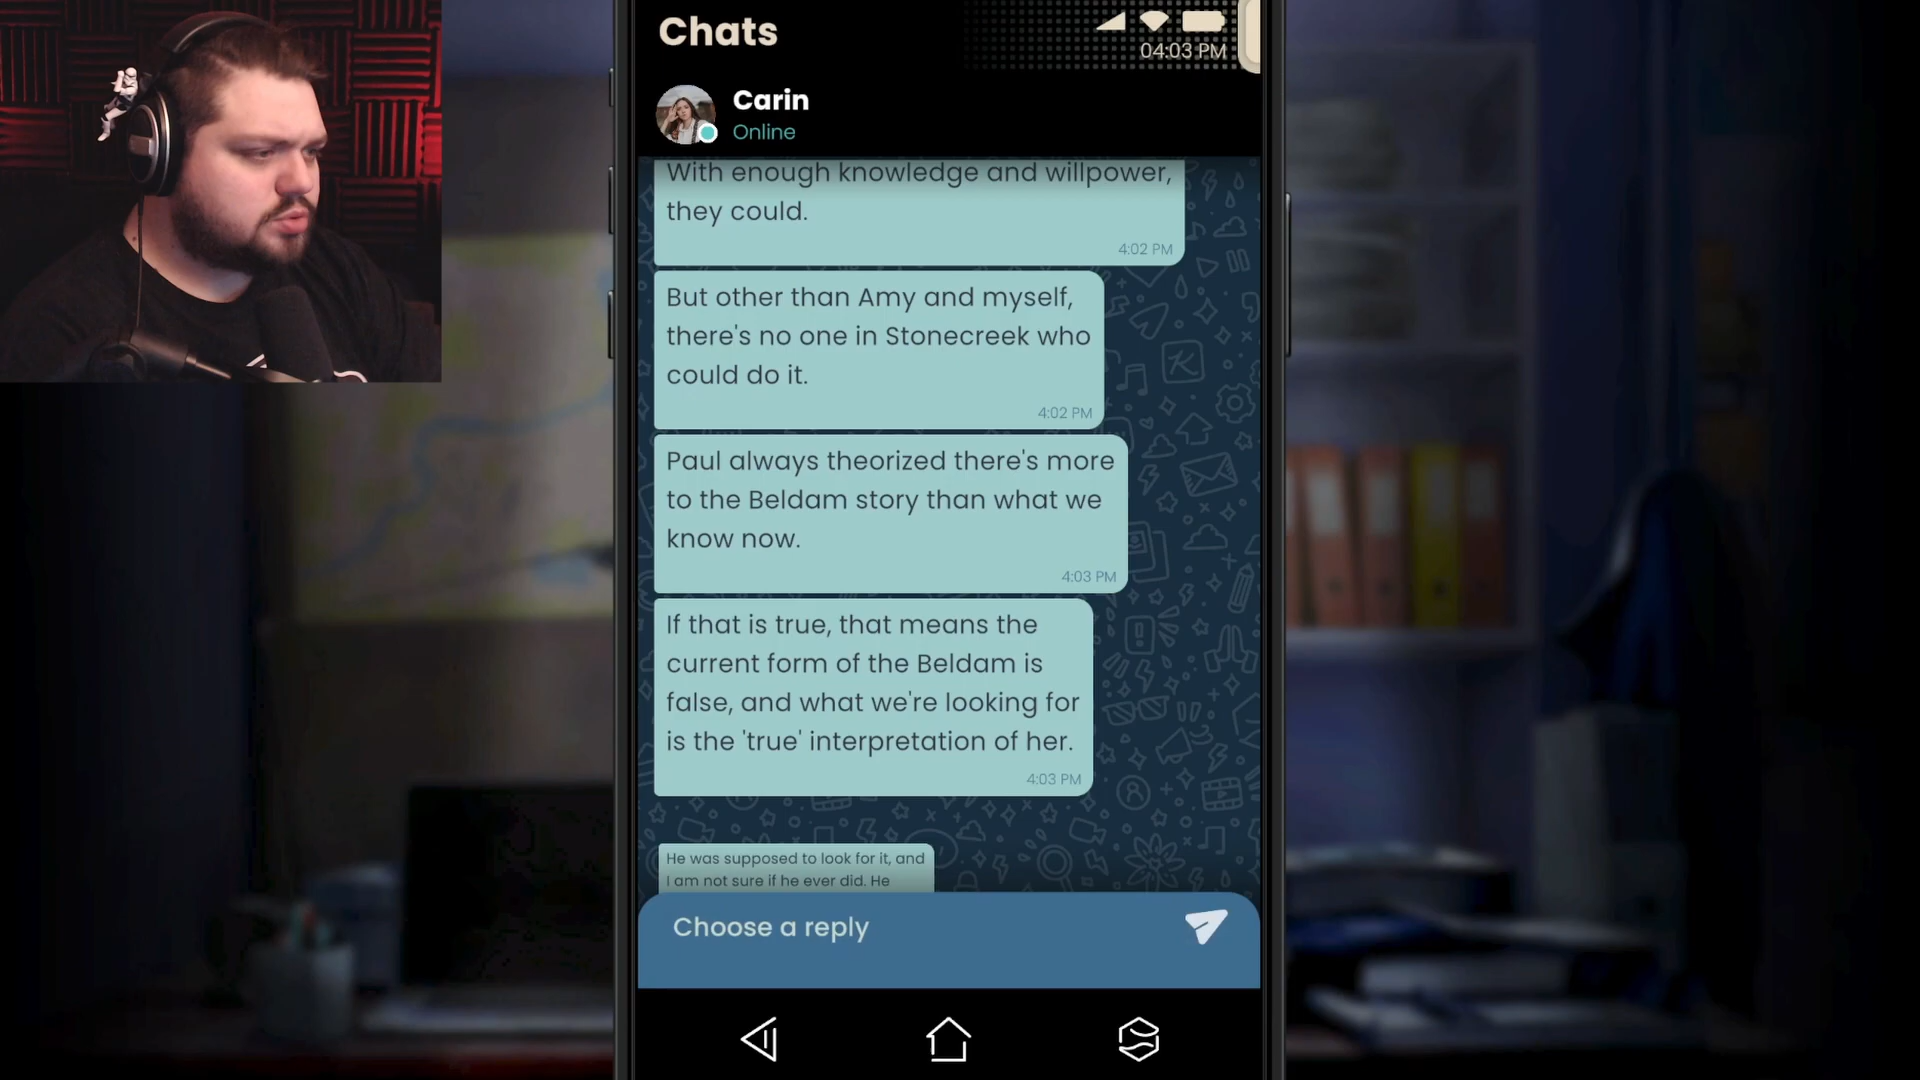 Chats
04:03 PM
Carin
Online
With enough knowledge and willpower,
they could.
4:02 PM
But other than Amy and myself,
there's no one in Stonecreek who
could do it.
4:02 PM
Paul always theorized there's more
to the Beldam story than what we
know now.
4:03 PM
If that is true, that means the
current form of the Beldam is
false, and what we're looking for
is the 'true' interpretation of her.
4:03 PM
He was supposed to look for it, and
I am not sure if he ever did. He
Choose a reply